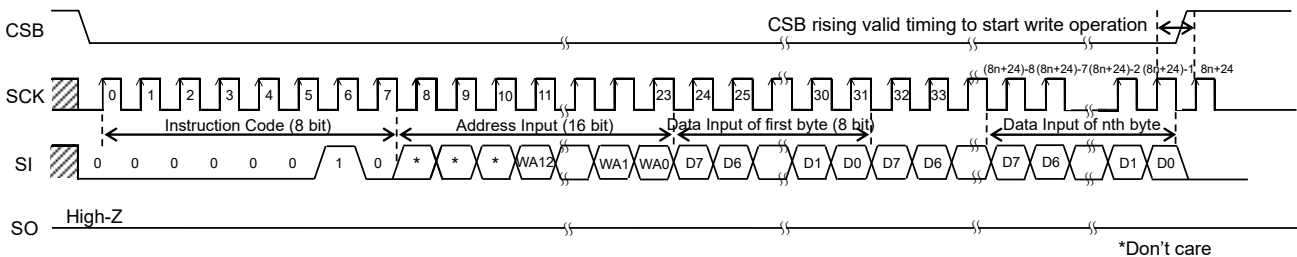 CSB rising valid timing to start write operation
CSB
(8n+24)-8 (8n+24)-7 (8n+24)-2 (8n+24)-1 8n+24
SCK 0 1 2 3 4 5 6 7 8 9 10 11 23 24 25 30 31 32 33
Instruction Code (8 bit) Address Input (16 bit) Data Input of first byte (8 bit) Data Input of nth byte
SI 0 0 0 0 0 0 1 0 * * * WA12 WA1 WA0 D7 D6 D1 D0 D7 D6 D7 D6 D1 D0
High-Z
SO
*Don't care